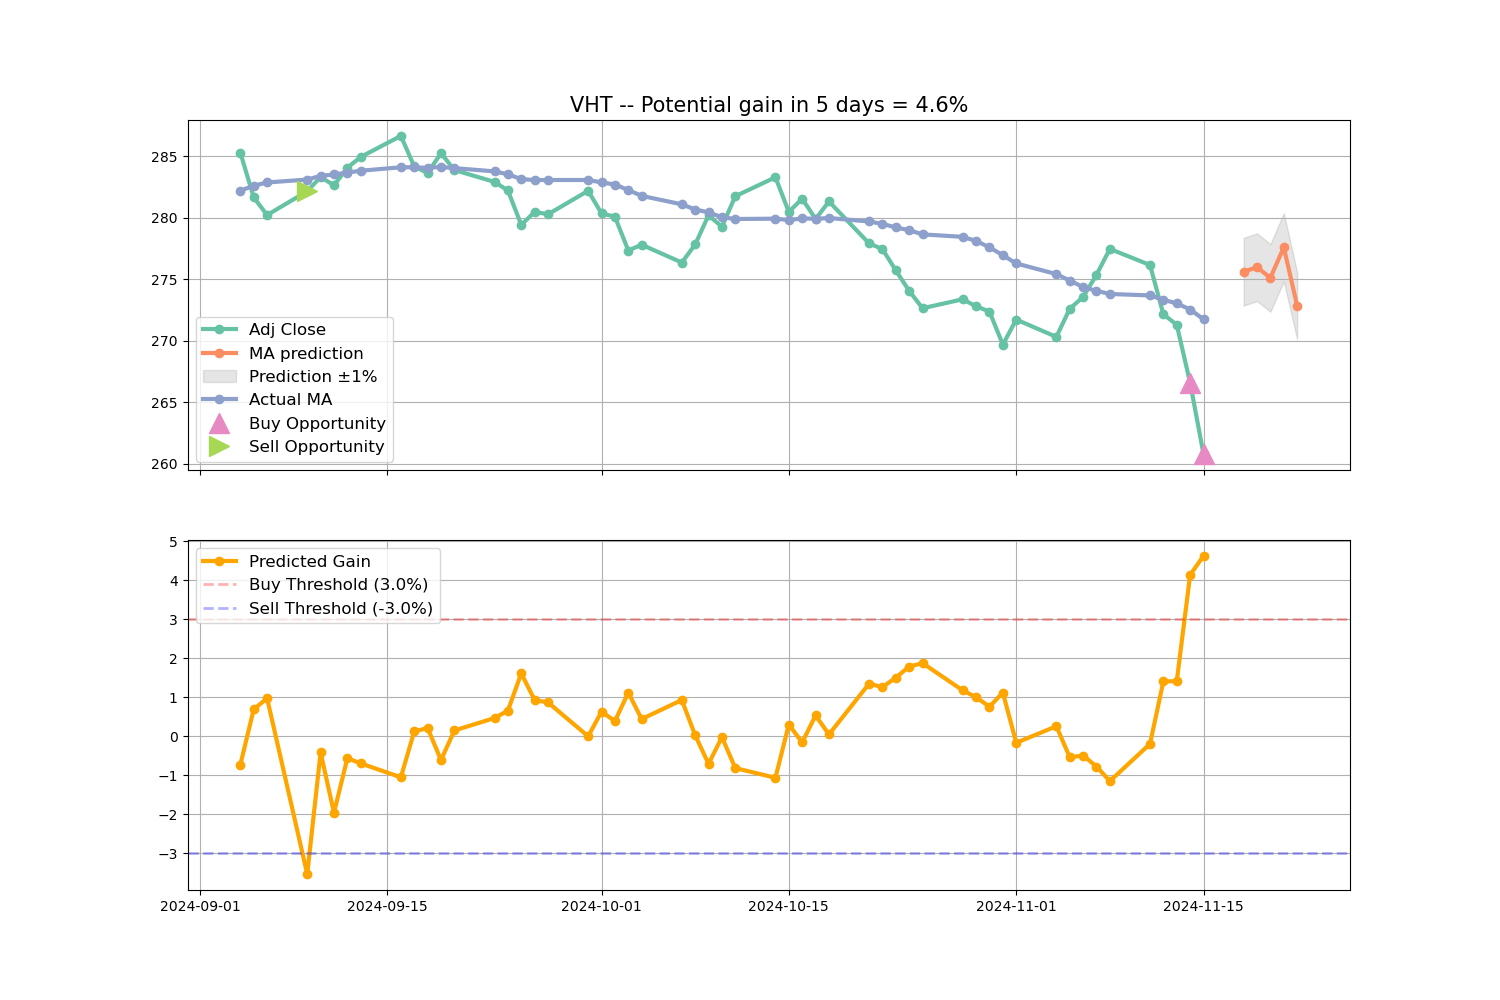 VHT -- Potential gain in 5 days = 4.6%
285
280
275
270
265
260
Adj Close
MA prediction
Prediction ±1%
Actual MA
Buy Opportunity
Sell Opportunity
5
4
3
2
1
0
−1
−2
−3
Predicted Gain
Buy Threshold (3.0%)
Sell Threshold (-3.0%)
2024-09-01
2024-09-15
2024-10-01
2024-10-15
2024-11-01
2024-11-15